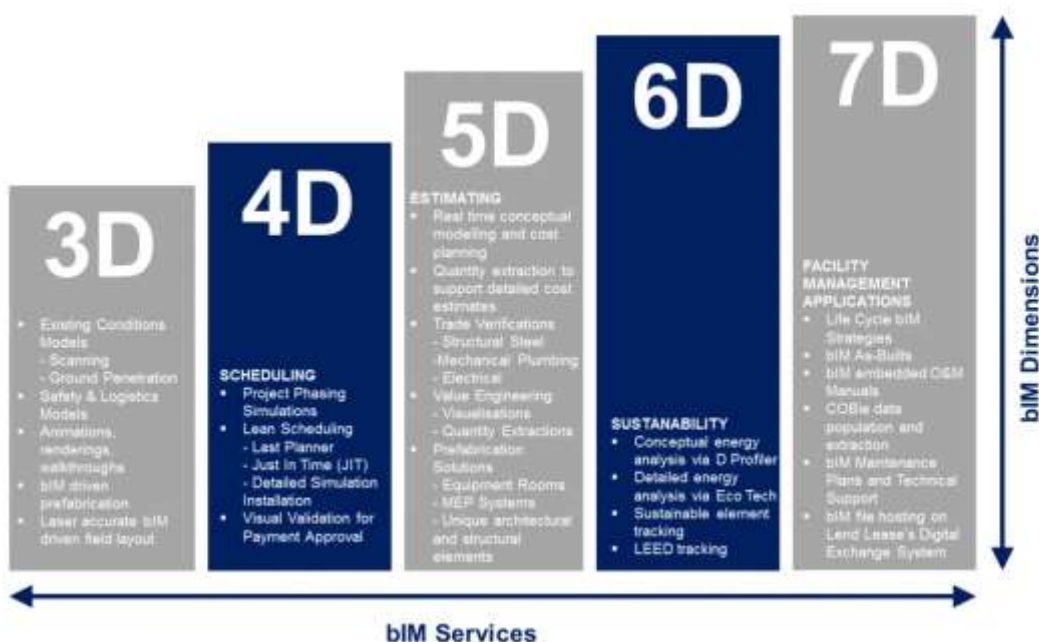 3D
• Existing Conditions
Models
- Scanning
- Ground Penetration
• Safety & Logistics
Models
• Animations,
renderings,
walkthroughs
• bIM driven
prefabrication
• Laser accurate bIM
driven field layout
4D
SCHEDULING
• Project Phasing
Simulations
• Lean Scheduling
- Last Planner
- Just In Time (JIT)
- Detailed Simulation
Installation
• Visual Validation for
Payment Approval
5D
ESTIMATING
• Real time conceptual
modelling and cost
planning
• Quantity extraction to
support detailed cost
estimates
• Trade Verifications
- Structural Steel
-Mechanical Plumbing
- Electrical
• Value Engineering
- Visualisations
- Quantity Extractions
• Prefabrication
Solutions
- Equipment Rooms
- MEP Systems
- Unique architectural
and structural
elements
6D
SUSTANABILITY
• Conceptual energy
analysis via D Profiler
• Detailed energy
analysis via Eco Tech
• Sustainable element
tracking
• LEED tracking
7D
FACILITY
MANAGEMENT
APPLICATIONS
• Life Cycle bIM
Strategies
• bIM As-Builts
• bIM embedded O&M
Manuals
• COBie data
population and
extraction
• bIM Maintenance
Plans and Technical
Support
• bIM file hosting on
Lend Lease's Digital
Exchange System
bIM Dimensions
bIM Services